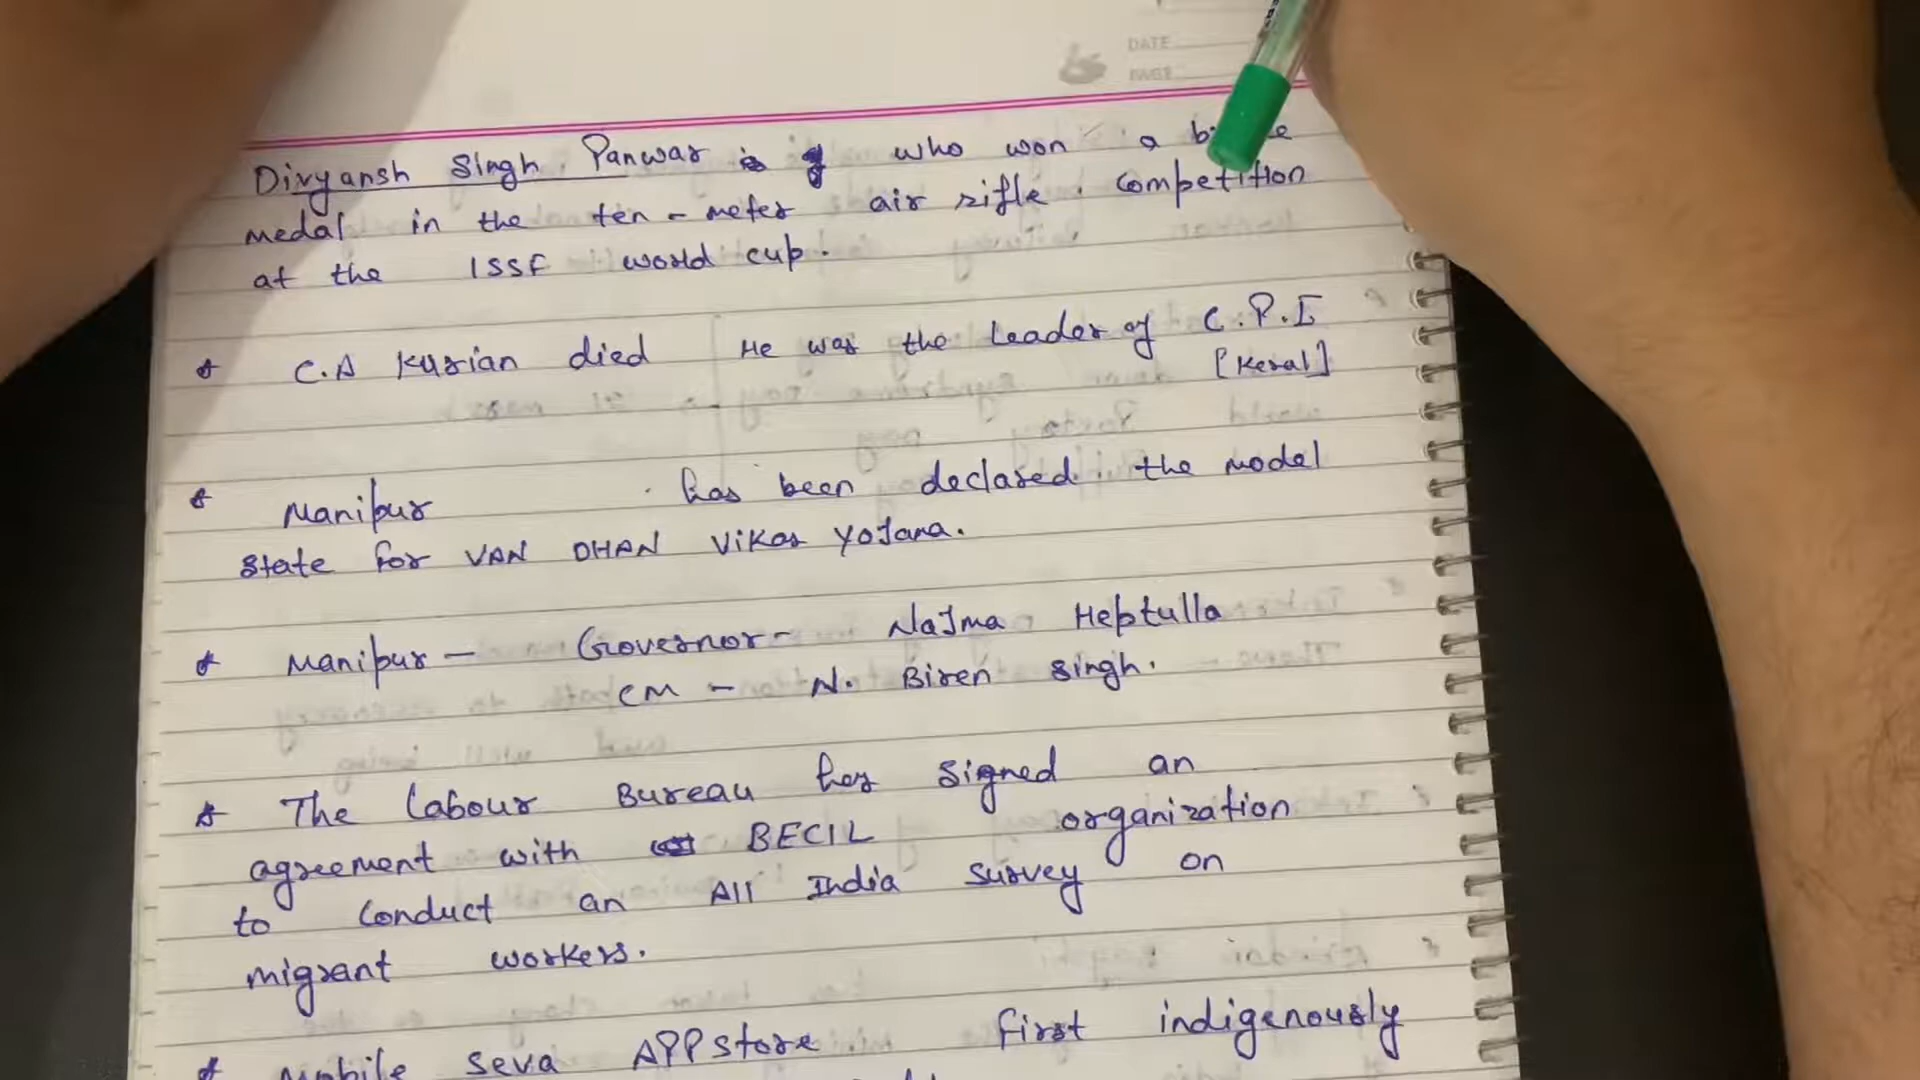 DATE
PAGE
Divyansh Singh Panwar is who won a
medal in the ten-meter air rifle competition
at the ISSF world cup.
C.A Kurian died He was the leader of C.P.I
[Keral]
Manipur has been declared the model
state for VAN DHAN Vikas Yojana.
Manipur - Governor - Najma Heptulla
CM - N. Biren Singh.
The Labour Bureau has signed an
agreement with BECIL organization
to conduct an All India survey on
migrant workers.
Mobile Seva APPstore first indigenously